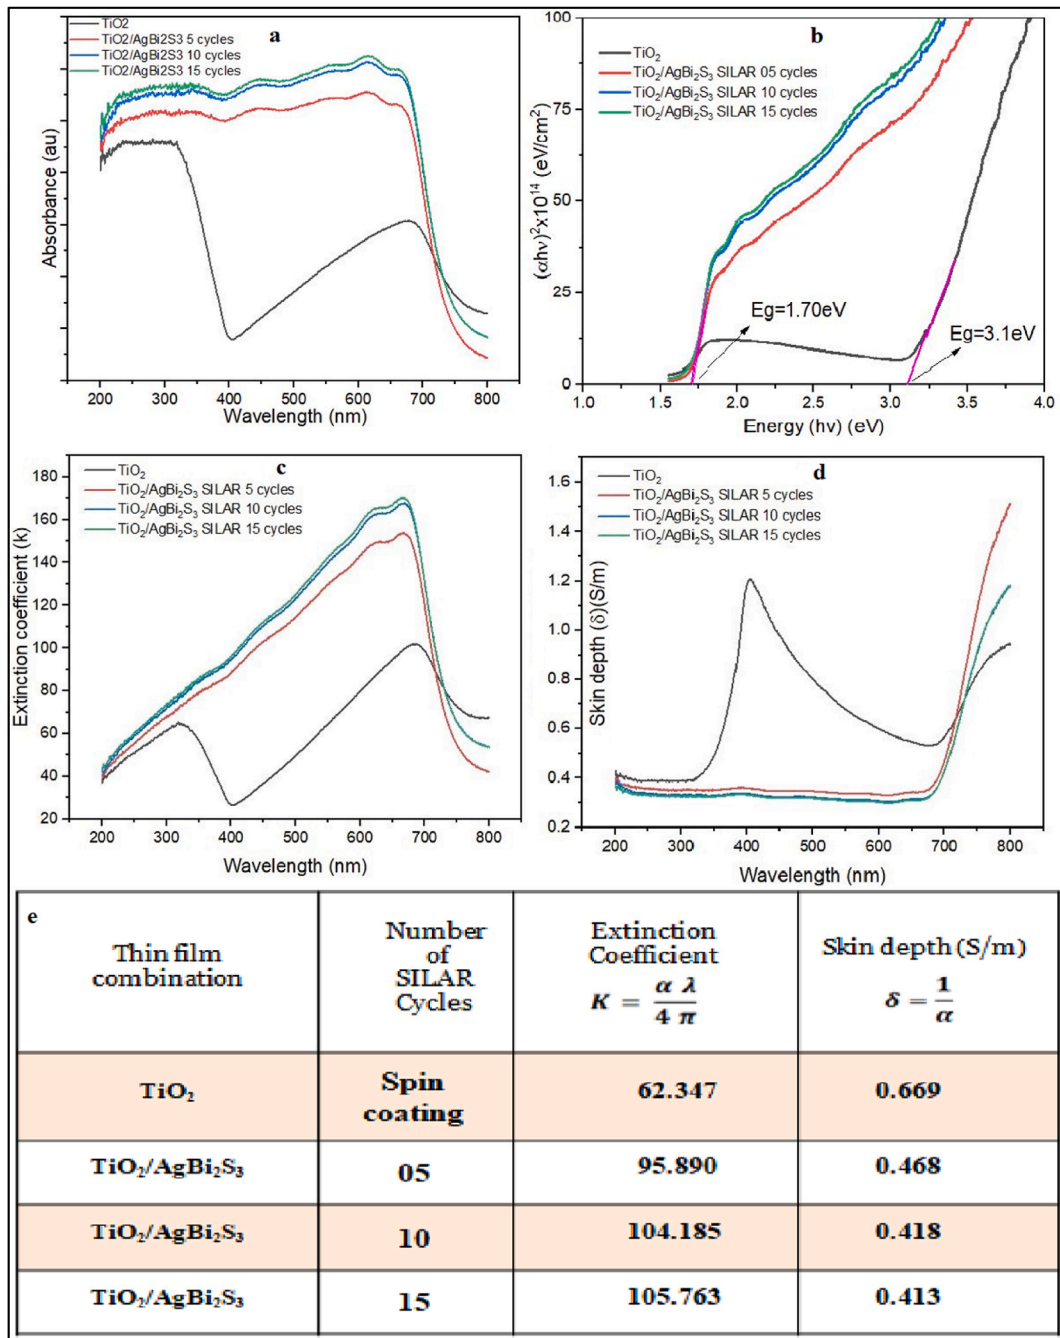 a
TiO2
TiO2/AgBi2S3 5 cycles
TiO2/AgBi2S3 10 cycles
TiO2/AgBi2S3 15 cycles
Absorbance (au)
200 300 400 500 600 700 800
Wavelength (nm)
b
TiO₂
TiO₂/AgBi₂S₃ SILAR 05 cycles
TiO₂/AgBi₂S₃ SILAR 10 cycles
TiO₂/AgBi₂S₃ SILAR 15 cycles
(αhν)²x10¹⁴ (eV/cm²)
100
75
50
25
0
Eg=1.70eV
Eg=3.1eV
1.0 1.5 2.0 2.5 3.0 3.5 4.0
Energy (hν) (eV)
c
TiO₂
TiO₂/AgBi₂S₃ SILAR 5 cycles
TiO₂/AgBi₂S₃ SILAR 10 cycles
TiO₂/AgBi₂S₃ SILAR 15 cycles
Extinction coefficient (k)
180
160
140
120
100
80
60
40
20
200 300 400 500 600 700 800
Wavelength (nm)
d
TiO₂
TiO₂/AgBi₂S₃ SILAR 5 cycles
TiO₂/AgBi₂S₃ SILAR 10 cycles
TiO₂/AgBi₂S₃ SILAR 15 cycles
Skin depth (δ)(S/m)
1.6
1.4
1.2
1.0
0.8
0.6
0.4
0.2
200 300 400 500 600 700 800
Wavelength (nm)
e
Thin film
combination
Number
of
SILAR
Cycles
Extinction
Coefficient
K = α λ / 4 π
Skin depth (S/m)
δ = 1 / α
TiO₂ Spin coating 62.347 0.669
TiO₂/AgBi₂S₃ 05 95.890 0.468
TiO₂/AgBi₂S₃ 10 104.185 0.418
TiO₂/AgBi₂S₃ 15 105.763 0.413